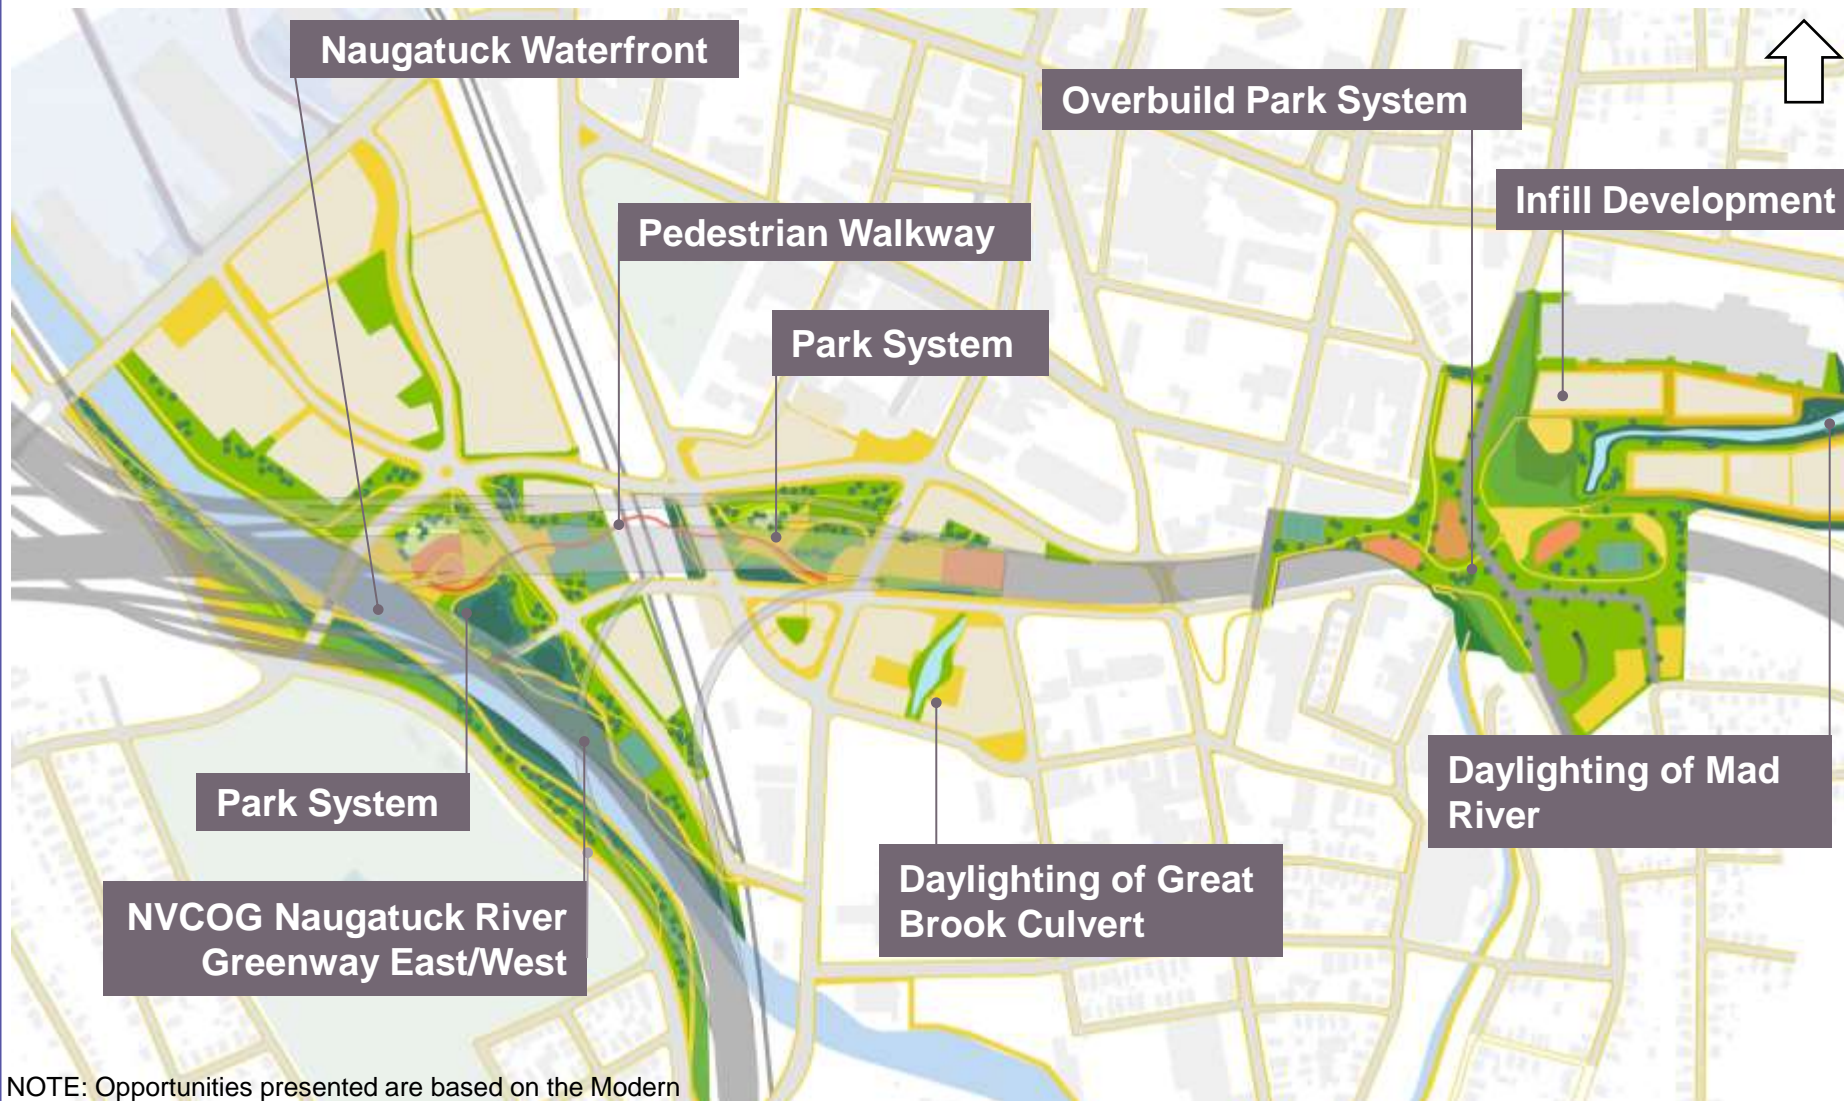 Naugatuck Waterfront
Overbuild Park System
Infill Development
Pedestrian Walkway
Park System
Park System
Daylighting of Mad
River
Daylighting of Great
Brook Culvert
NVCOG Naugatuck River
Greenway East/West
NOTE: Opportunities presented are based on the Modern